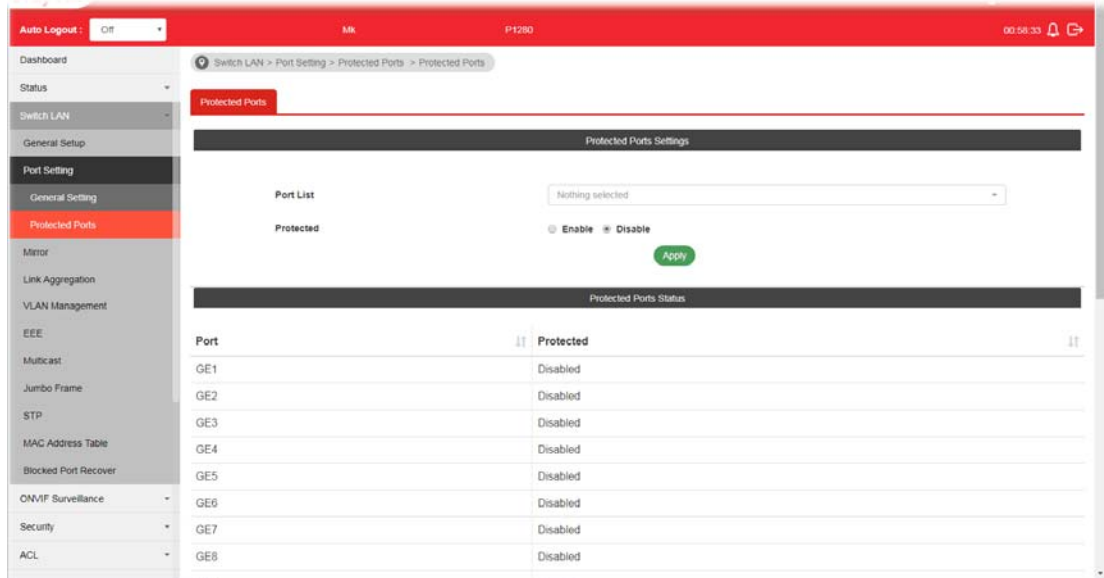 Auto Logout : Off Mk P1280 00:58:33
Dashboard
Status
Switch LAN
General Setup
Port Setting
General Setting
Protected Ports
Mirror
Link Aggregation
VLAN Management
EEE
Multicast
Jumbo Frame
STP
MAC Address Table
Blocked Port Recover
ONVIF Surveillance
Security
ACL
Switch LAN > Port Setting > Protected Ports > Protected Ports
Protected Ports
Protected Ports Settings
Port List Nothing selected
Protected Enable Disable
Apply
Protected Ports Status
Port Protected
GE1 Disabled
GE2 Disabled
GE3 Disabled
GE4 Disabled
GE5 Disabled
GE6 Disabled
GE7 Disabled
GE8 Disabled